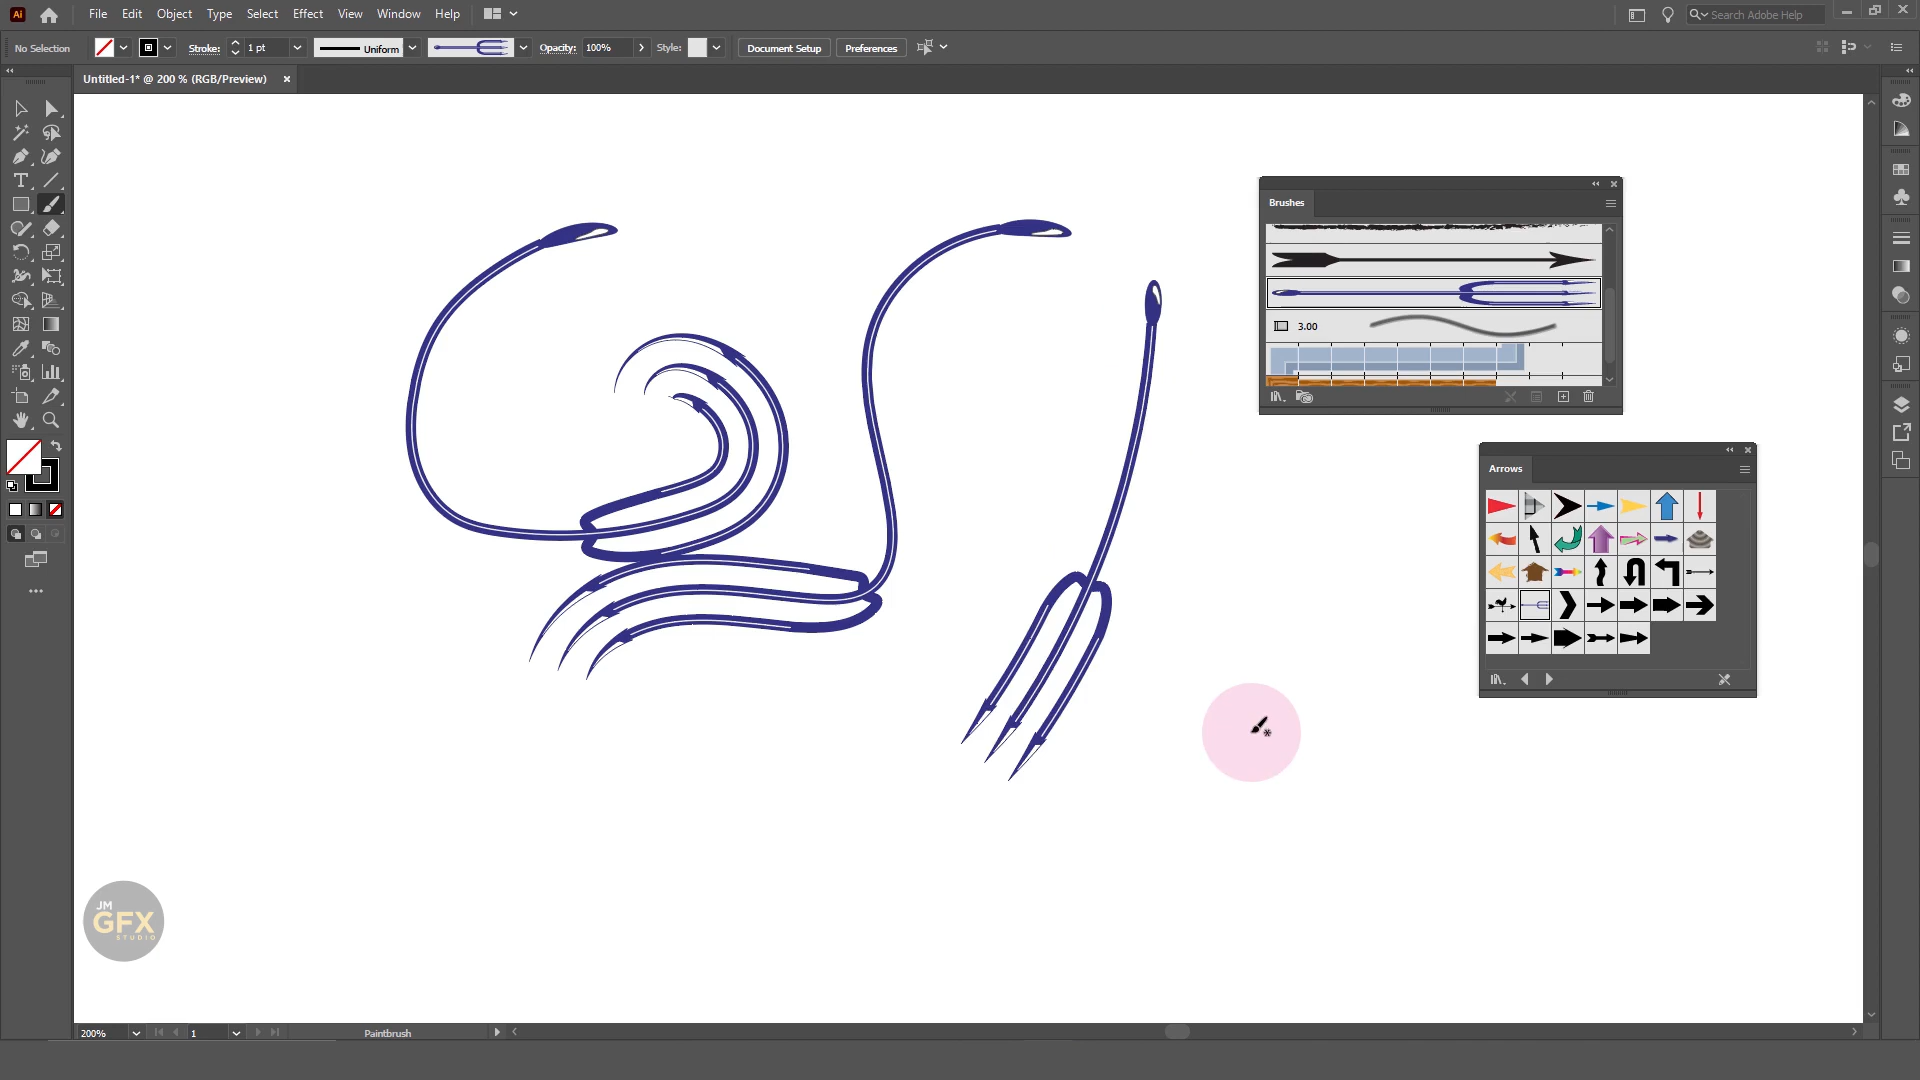 Ai File Edit Object Type Select Effect View Window Help Search Adobe Help
No Selection Stroke: 1 pt Uniform Opacity: 100% Style: Document Setup Preferences
Untitled-1* @ 200 % (RGB/Preview)
Brushes
3.00
Arrows
JM
GFX
STUDIO
200% 1 Paintbrush